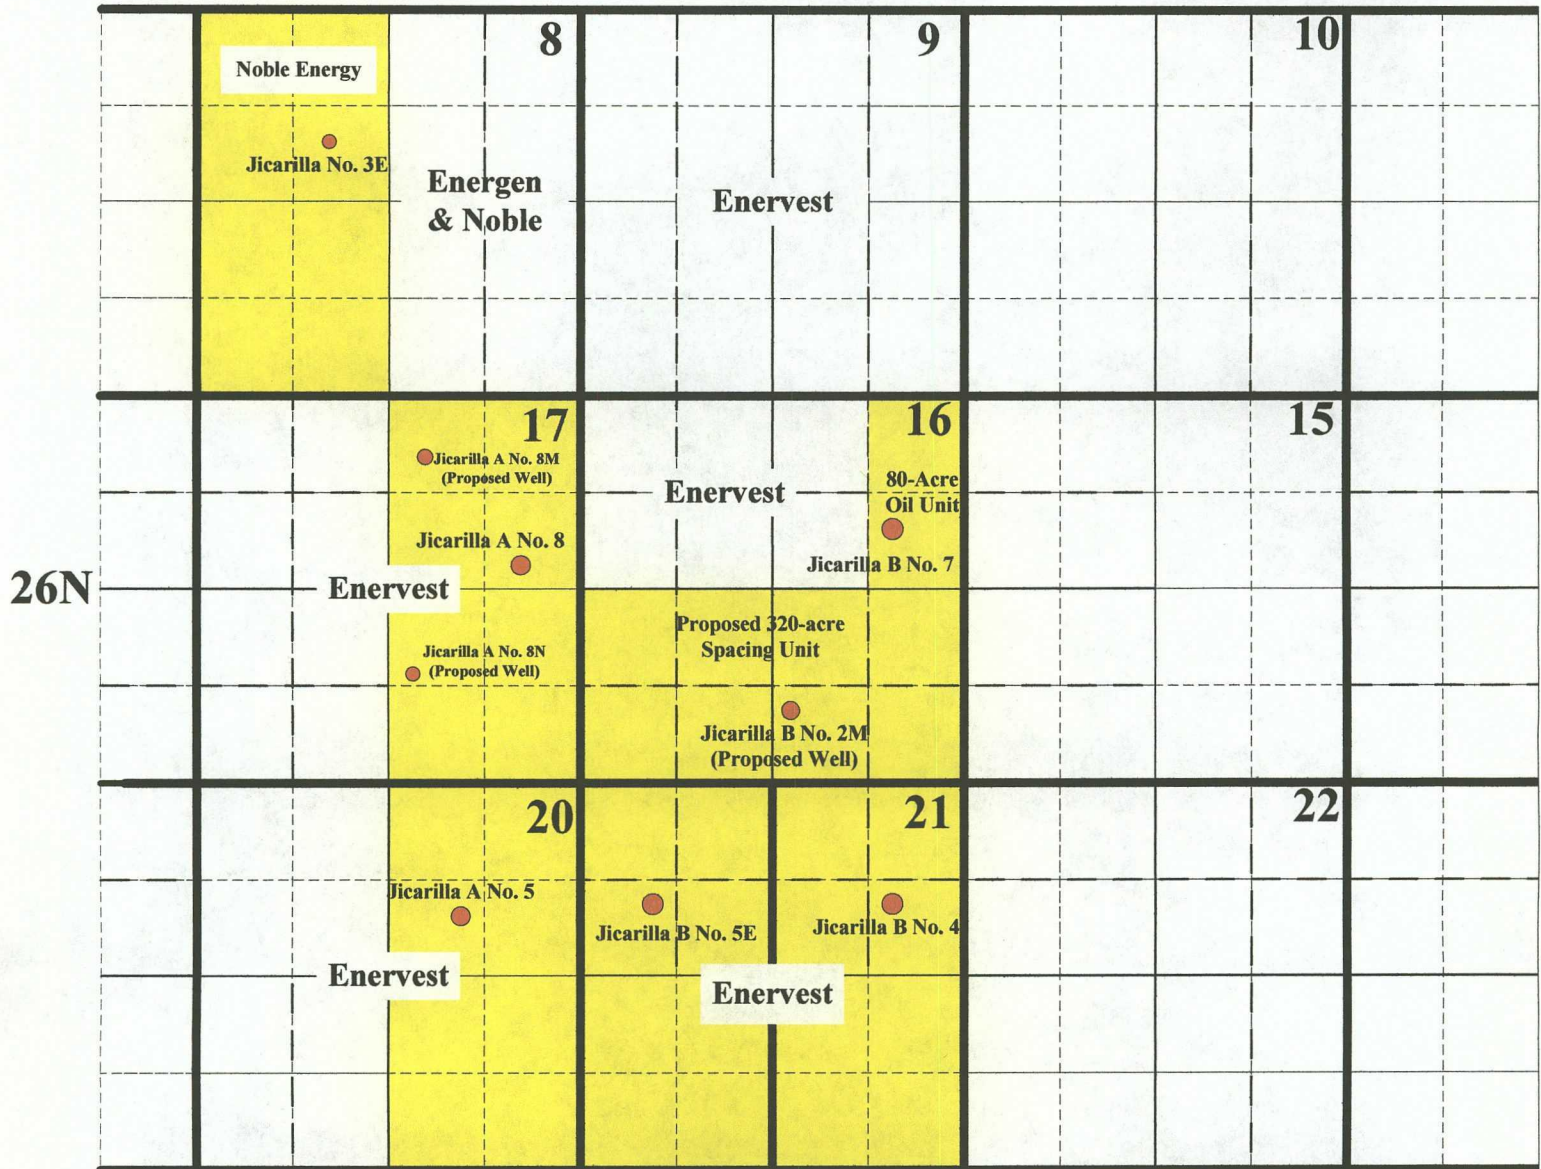 8
9
10
Noble Energy
Jicarilla No. 3E
Energen
& Noble
Enervest
17
16
15
Jicarilla A No. 8M
(Proposed Well)
Enervest
80-Acre
Oil Unit
Jicarilla A No. 8
Jicarilla B No. 7
26N
Enervest
Proposed 320-acre
Spacing Unit
Jicarilla A No. 8N
(Proposed Well)
Jicarilla B No. 2M
(Proposed Well)
20
21
22
Jicarilla A No. 5
Jicarilla B No. 5E
Jicarilla B No. 4
Enervest
Enervest